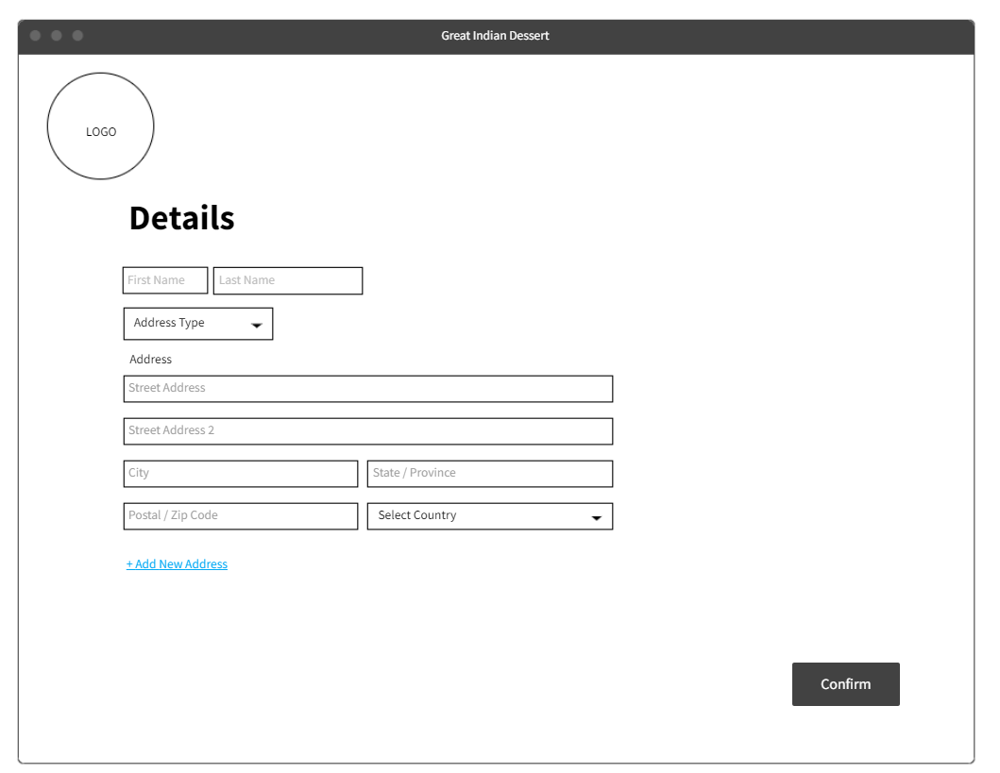 Great Indian Dessert
LOGO
Details
First Name Last Name
Address Type
Address
Street Address
Street Address 2
City State / Province
Postal / Zip Code Select Country
+ Add New Address
Confirm